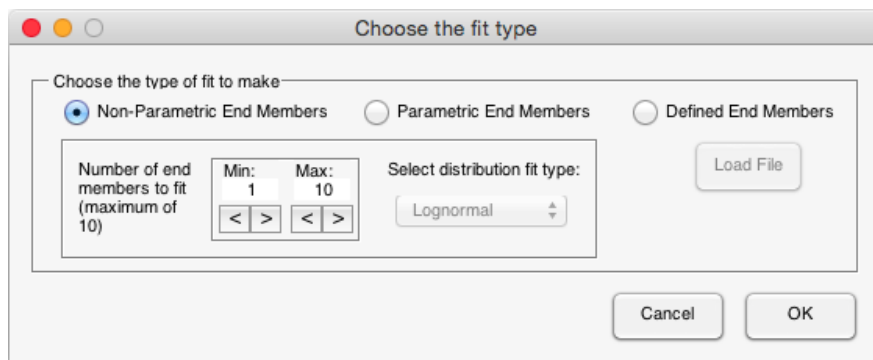 Choose the fit type
Choose the type of fit to make
Non-Parametric End Members
Parametric End Members
Defined End Members
Number of end
members to fit
(maximum of
10)
Min:
Max:
1
10
< > < >
Select distribution fit type:
Lognormal
Load File
Cancel
OK